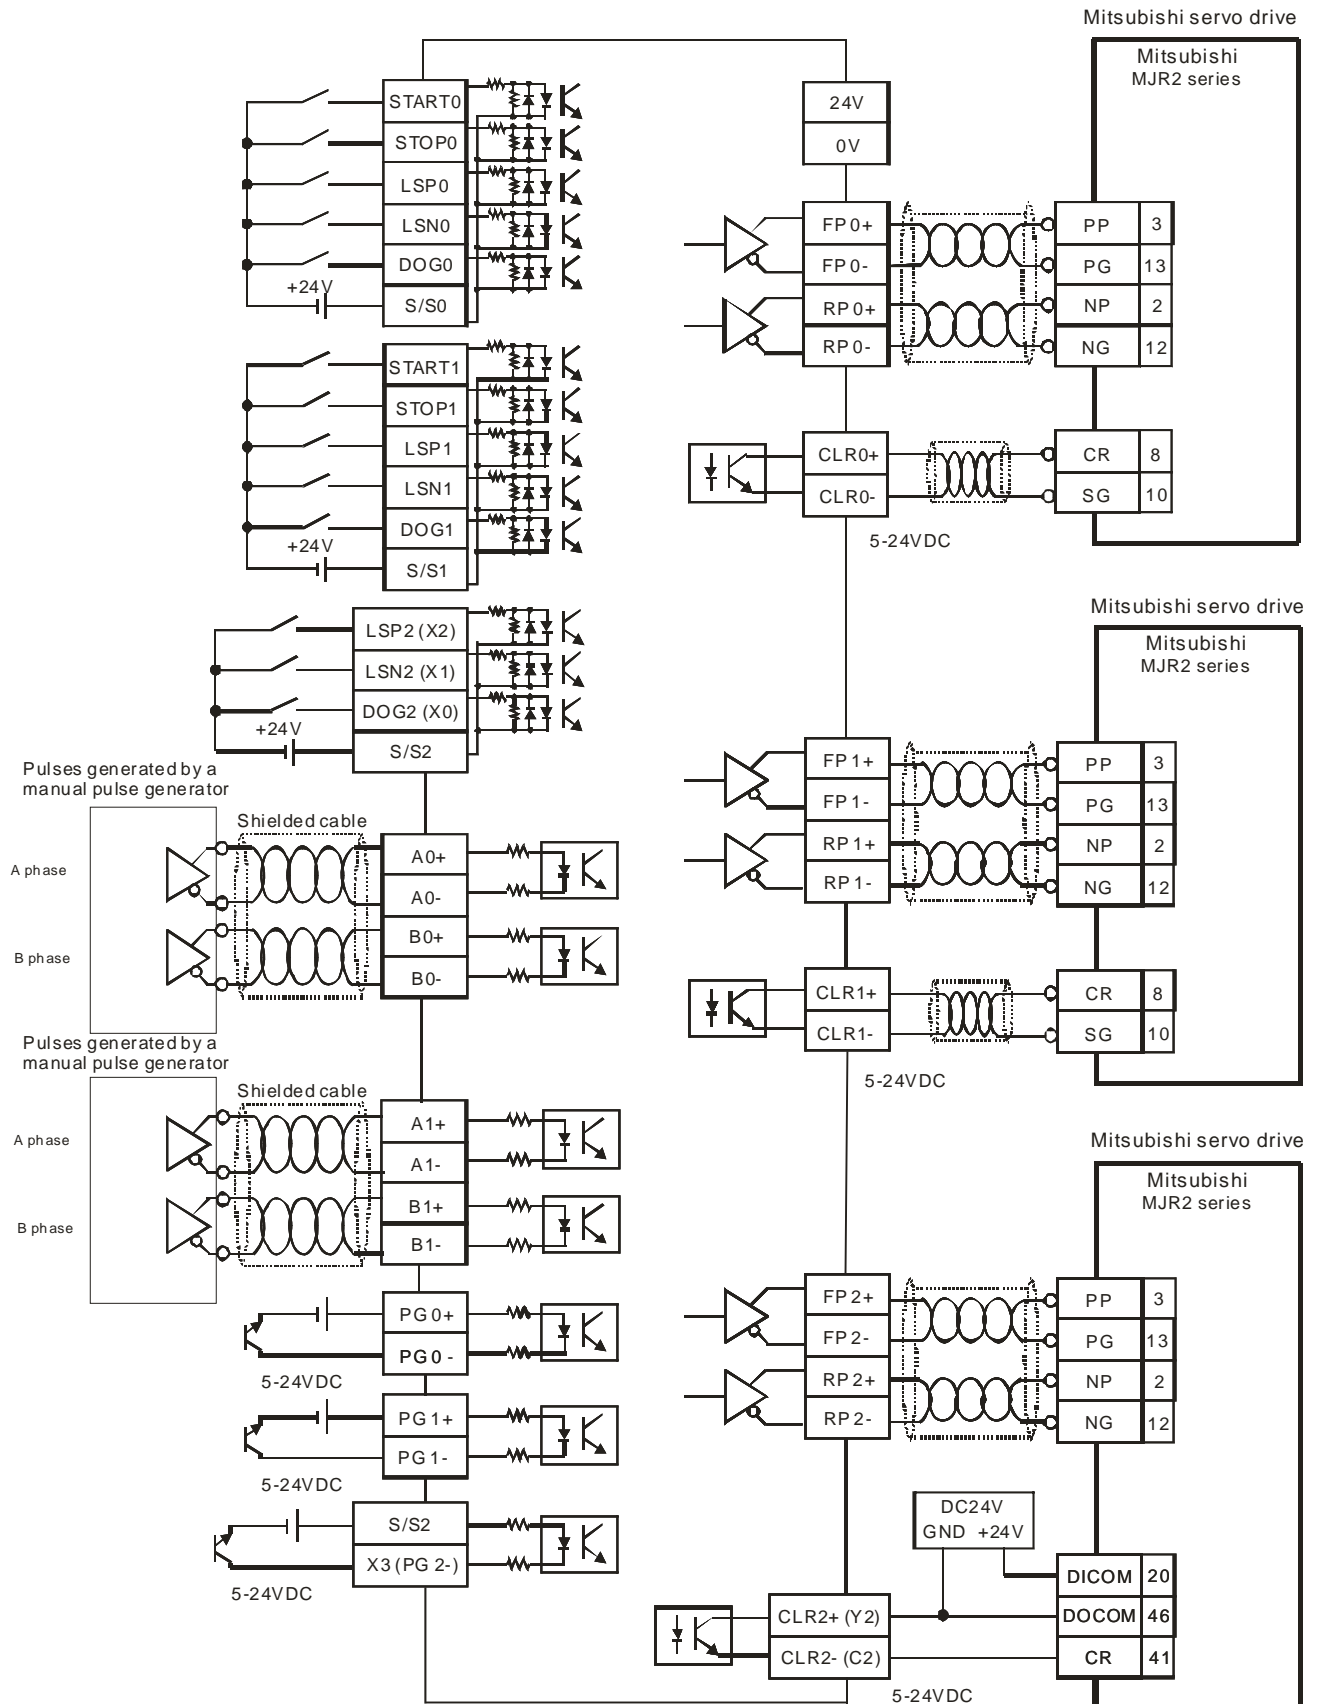 START0
STOP0
LSP0
LSN0
DOG0
+24V
S/S0
START1
STOP1
LSP1
LSN1
DOG1
+24V
S/S1
LSP2 (X2)
LSN2 (X1)
DOG2 (X0)
+24V
S/S2
Pulses generated by a
manual pulse generator
Shielded cable
A phase
B phase
A0+
A0-
B0+
B0-
Pulses generated by a
manual pulse generator
Shielded cable
A phase
B phase
A1+
A1-
B1+
B1-
PG0+
PG0-
5-24VDC
PG1+
PG1-
5-24VDC
S/S2
X3 (PG2-)
5-24VDC
24V
0V
Mitsubishi servo drive
Mitsubishi
MJR2 series
FP0+ PP 3
FP0- PG 13
RP0+ NP 2
RP0- NG 12
CLR0+ CR 8
CLR0- SG 10
5-24VDC
Mitsubishi servo drive
Mitsubishi
MJR2 series
FP1+ PP 3
FP1- PG 13
RP1+ NP 2
RP1- NG 12
CLR1+ CR 8
CLR1- SG 10
5-24VDC
Mitsubishi servo drive
Mitsubishi
MJR2 series
FP2+ PP 3
FP2- PG 13
RP2+ NP 2
RP2- NG 12
DC24V
GND +24V
DICOM 20
CLR2+ (Y2) DOCOM 46
CLR2- (C2) CR 41
5-24VDC